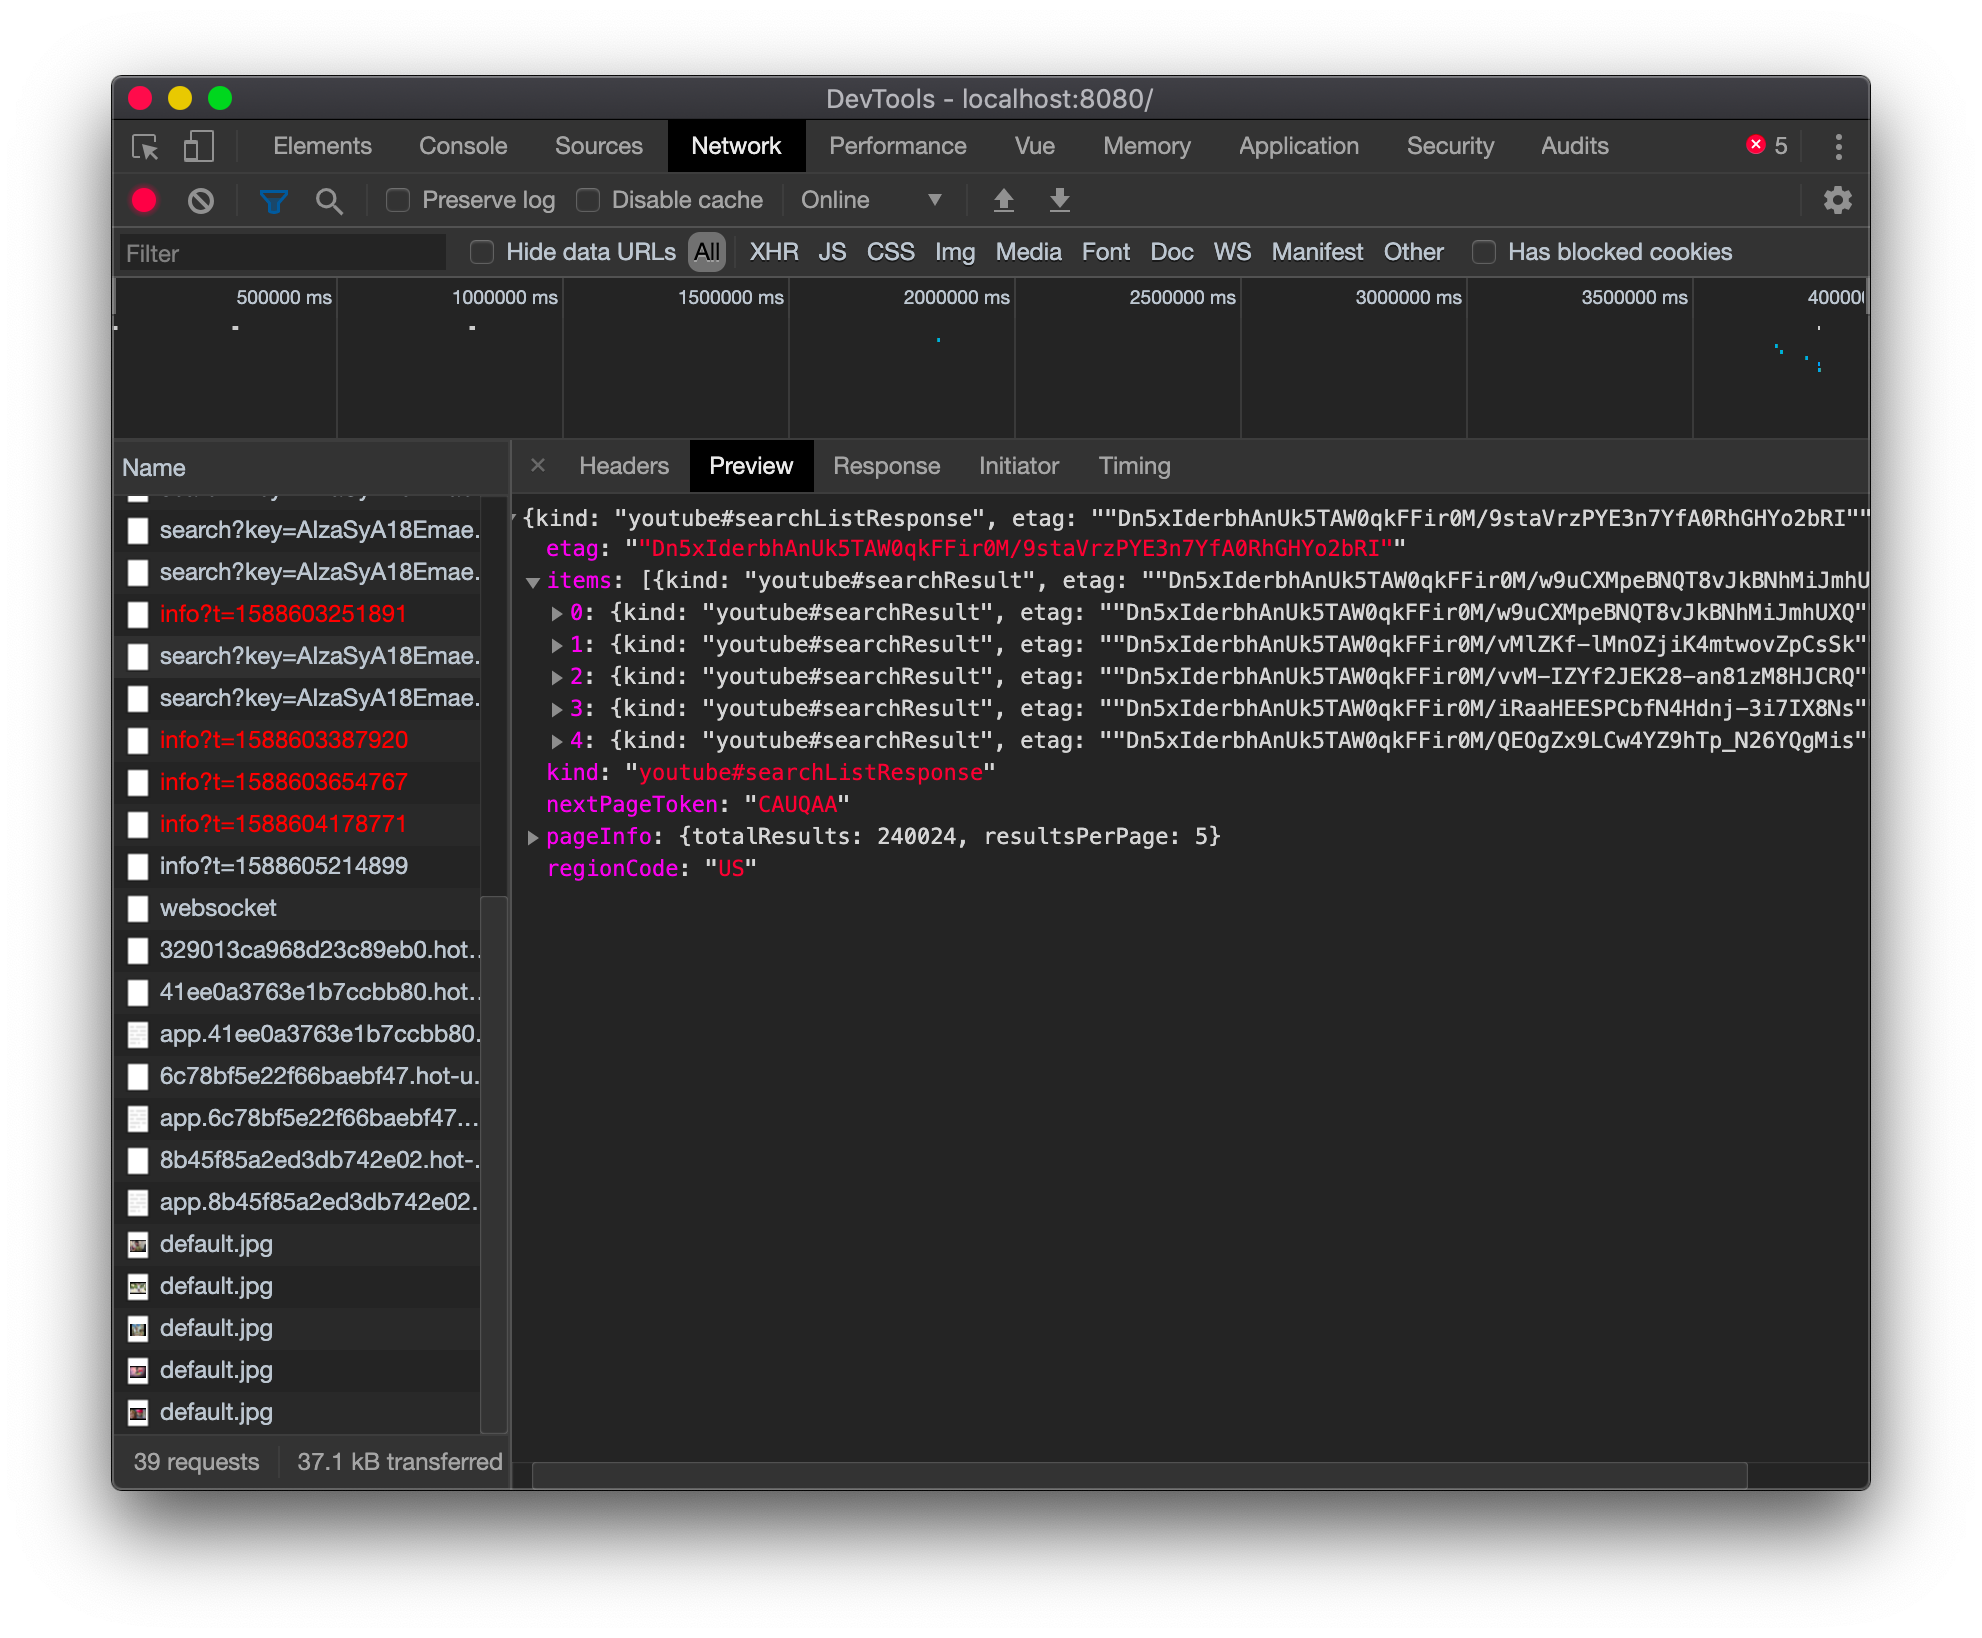 DevTools - localhost:8080/
Elements Console Sources Network Performance Vue Memory Application Security Audits 5
Preserve log Disable cache Online
Filter Hide data URLs All XHR JS CSS Img Media Font Doc WS Manifest Other Has blocked cookies
500000 ms 1000000 ms 1500000 ms 2000000 ms 2500000 ms 3000000 ms 3500000 ms 40000
Name
search?key=AIzaSyA18Emae.
search?key=AIzaSyA18Emae.
info?t=1588603251891
search?key=AIzaSyA18Emae.
search?key=AIzaSyA18Emae.
info?t=1588603387920
info?t=1588603654767
info?t=1588604178771
info?t=1588605214899
websocket
329013ca968d23c89eb0.hot..
41ee0a3763e1b7ccbb80.hot..
app.41ee0a3763e1b7ccbb80.
6c78bf5e22f66baebf47.hot-u.
app.6c78bf5e22f66baebf47...
8b45f85a2ed3db742e02.hot-.
app.8b45f85a2ed3db742e02.
default.jpg
default.jpg
default.jpg
default.jpg
default.jpg
39 requests 37.1 kB transferred
Headers Preview Response Initiator Timing
{kind: "youtube#searchListResponse", etag: ""Dn5xIderbhAnUk5TAW0qkFFir0M/9staVrzPYE3n7YfA0RhGHYo2bRI""
etag: ""Dn5xIderbhAnUk5TAW0qkFFir0M/9staVrzPYE3n7YfA0RhGHYo2bRI""
items: [{kind: "youtube#searchResult", etag: ""Dn5xIderbhAnUk5TAW0qkFFir0M/w9uCXMpeBNQT8vJkBNhMiJmhU
0: {kind: "youtube#searchResult", etag: ""Dn5xIderbhAnUk5TAW0qkFFir0M/w9uCXMpeBNQT8vJkBNhMiJmhUXQ"
1: {kind: "youtube#searchResult", etag: ""Dn5xIderbhAnUk5TAW0qkFFir0M/vMlZKf-lMnOZjiK4mtwovZpCsSk"
2: {kind: "youtube#searchResult", etag: ""Dn5xIderbhAnUk5TAW0qkFFir0M/vvM-IZYf2JEK28-an81zM8HJCRQ"
3: {kind: "youtube#searchResult", etag: ""Dn5xIderbhAnUk5TAW0qkFFir0M/iRaaHEESPCbfN4Hdnj-3i7IX8Ns"
4: {kind: "youtube#searchResult", etag: ""Dn5xIderbhAnUk5TAW0qkFFir0M/QEOgZx9LCw4YZ9hTp_N26YQgMis"
kind: "youtube#searchListResponse"
nextPageToken: "CAUQAA"
pageInfo: {totalResults: 240024, resultsPerPage: 5}
regionCode: "US"